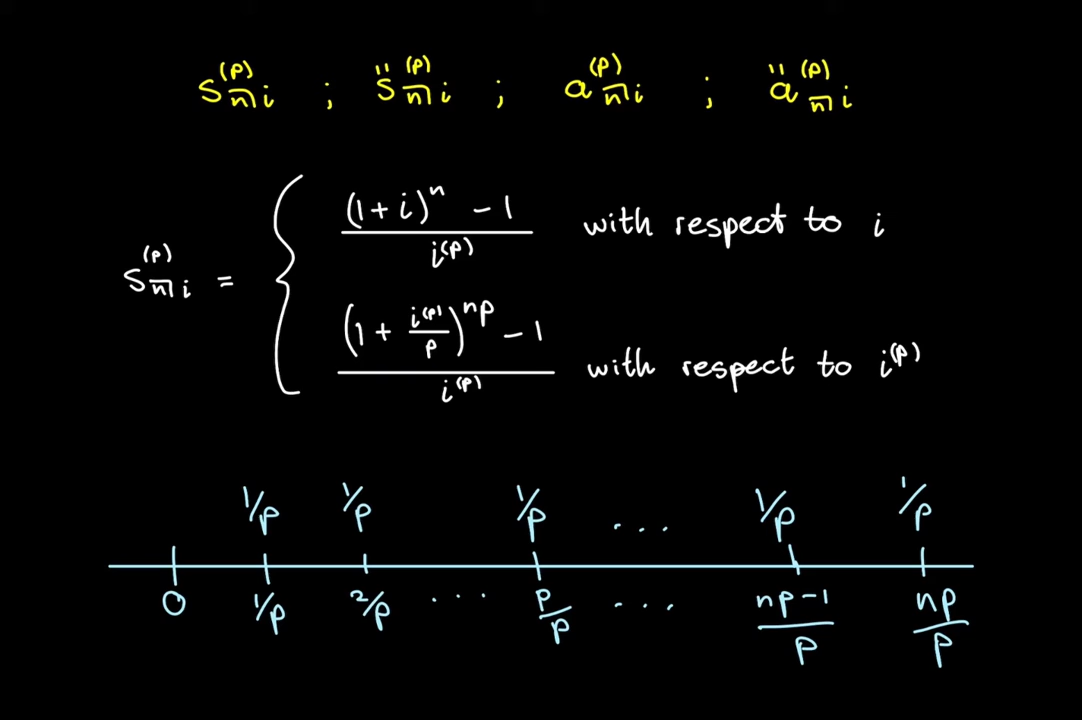 s^(p)_n̅| i ; s̈^(p)_n̅| i ; a^(p)_n̅| i ; ä^(p)_n̅| i
s^(p)_n̅| i = { ((1 + i)^n - 1) / i^(p) with respect to i
((1 + i^(p)/p)^np - 1) / i^(p) with respect to i^(p)
1/p 1/p 1/p ... 1/p 1/p
0 1/p 2/p ... p/p ... (np-1)/p np/p